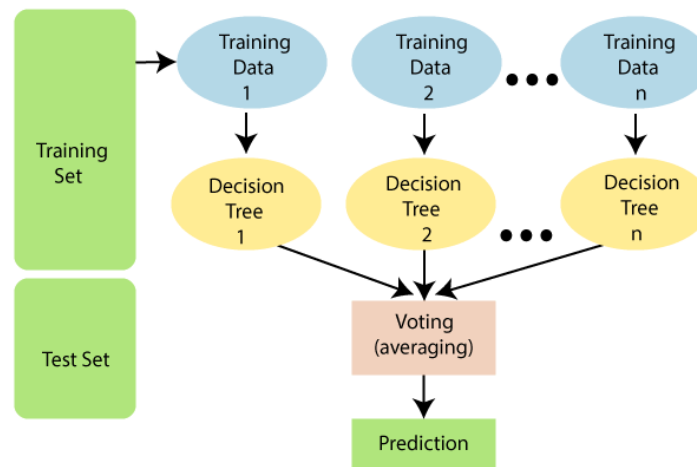 Training
Set
Training
Data
1
Training
Data
2
Training
Data
n
Decision
Tree
1
Decision
Tree
2
Decision
Tree
n
Test Set
Voting
(averaging)
Prediction